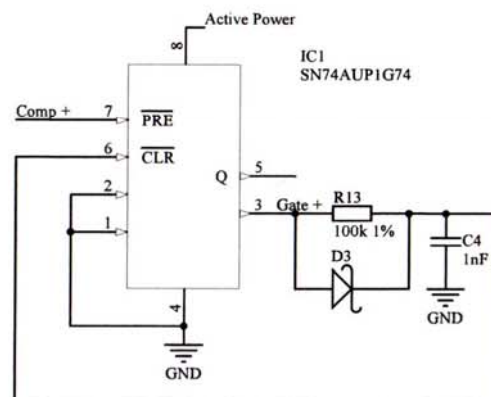 Active Power
8
IC1
SN74AUP1G74
Comp +
7
PRE
6
CLR
2
Q
5
1
3
Gate +
R13
100k 1%
C4
1nF
D3
4
GND
GND